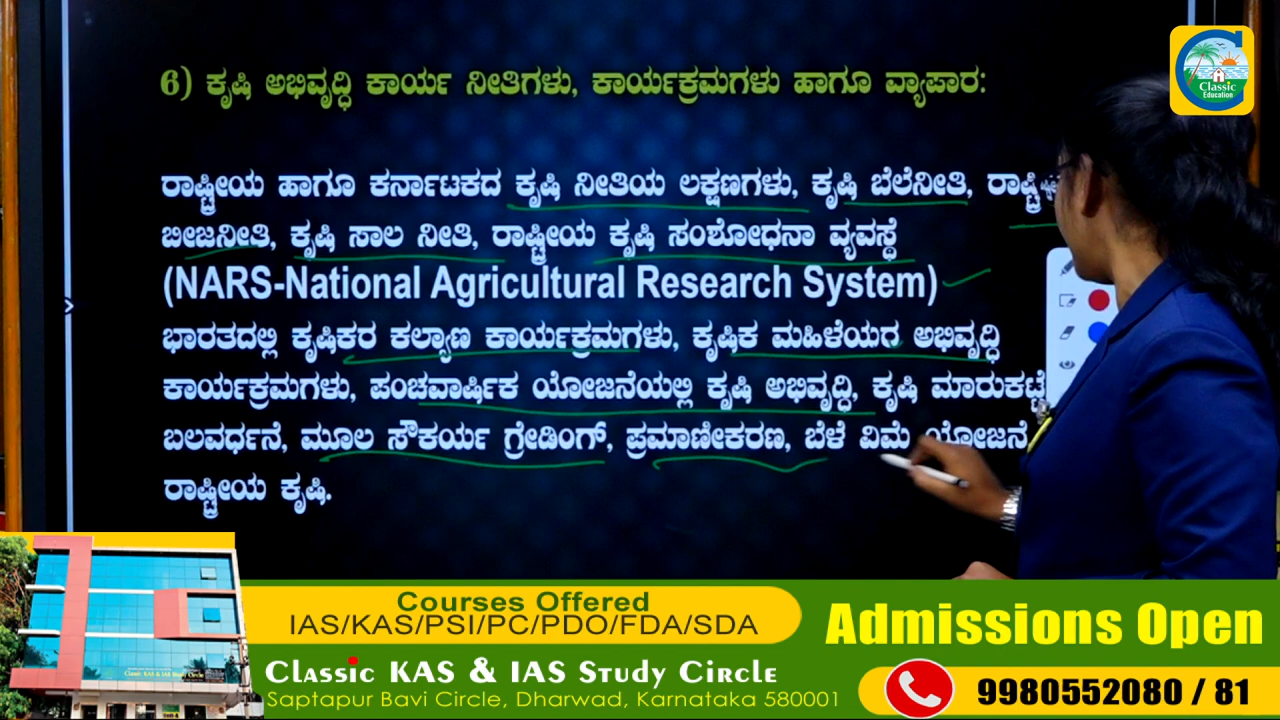 6) ಕೃಷಿ ಅಭಿವೃದ್ಧಿ ಕಾರ್ಯ ನೀತಿಗಳು, ಕಾರ್ಯಕ್ರಮಗಳು ಹಾಗೂ ವ್ಯಾಪಾರ:
ರಾಷ್ಟ್ರೀಯ ಹಾಗೂ ಕರ್ನಾಟಕದ ಕೃಷಿ ನೀತಿಯ ಲಕ್ಷಣಗಳು, ಕೃಷಿ ಬೆಲೆನೀತಿ,
ಬೀಜನೀತಿ, ಕೃಷಿ ಸಾಲ ನೀತಿ, ರಾಷ್ಟ್ರೀಯ ಕೃಷಿ ಸಂಶೋಧನಾ ವ್ಯವಸ್ಥೆ
(NARS-National Agricultural Research System)
ಭಾರತದಲ್ಲಿ ಕೃಷಿಕರ ಕಲ್ಯಾಣ ಕಾರ್ಯಕ್ರಮಗಳು, ಕೃಷಿಕ ಮಹಿಳೆಯಗ ಅಭಿವೃದ್ಧಿ
ಕಾರ್ಯಕ್ರಮಗಳು, ಪಂಚವಾರ್ಷಿಕ ಯೋಜನೆಯಲ್ಲಿ ಕೃಷಿ ಅಭಿವೃದ್ಧಿ, ಕೃಷಿ ಮಾರುಕಟ್ಟೆ
ಬಲವರ್ಧನೆ, ಮೂಲ ಸೌಕರ್ಯ ಗ್ರೇಡಿಂಗ್, ಪ್ರಮಾಣೀಕರಣ, ಬೆಳೆ ವಿಮೆ ಯೋಜನೆ
ರಾಷ್ಟ್ರೀಯ ಕೃಷಿ.
Classic
Education
Courses Offered
IAS/KAS/PSI/PC/PDO/FDA/SDA
Admissions Open
Classic KAS & IAS Study Circle
Saptapur Bavi Circle, Dharwad, Karnataka 580001
9980552080 / 81